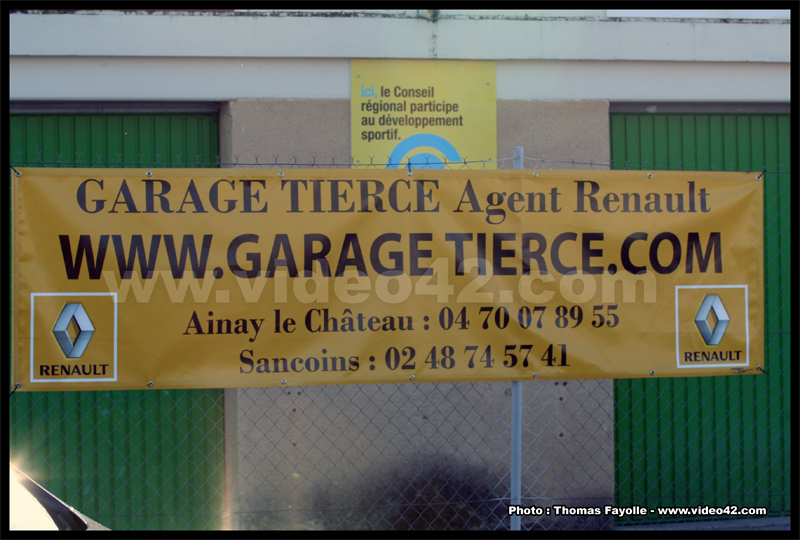 ici, le Conseil
régional participe
au développement
sportif.
GARAGE TIERCE Agent Renault
WWW.GARAGETIERCE.COM
www.video42.com
Ainay le Château : 04 70 07 89 55
Sancoins : 02 48 74 57 41
RENAULT
RENAULT
Photo : Thomas Fayolle - www.video42.com